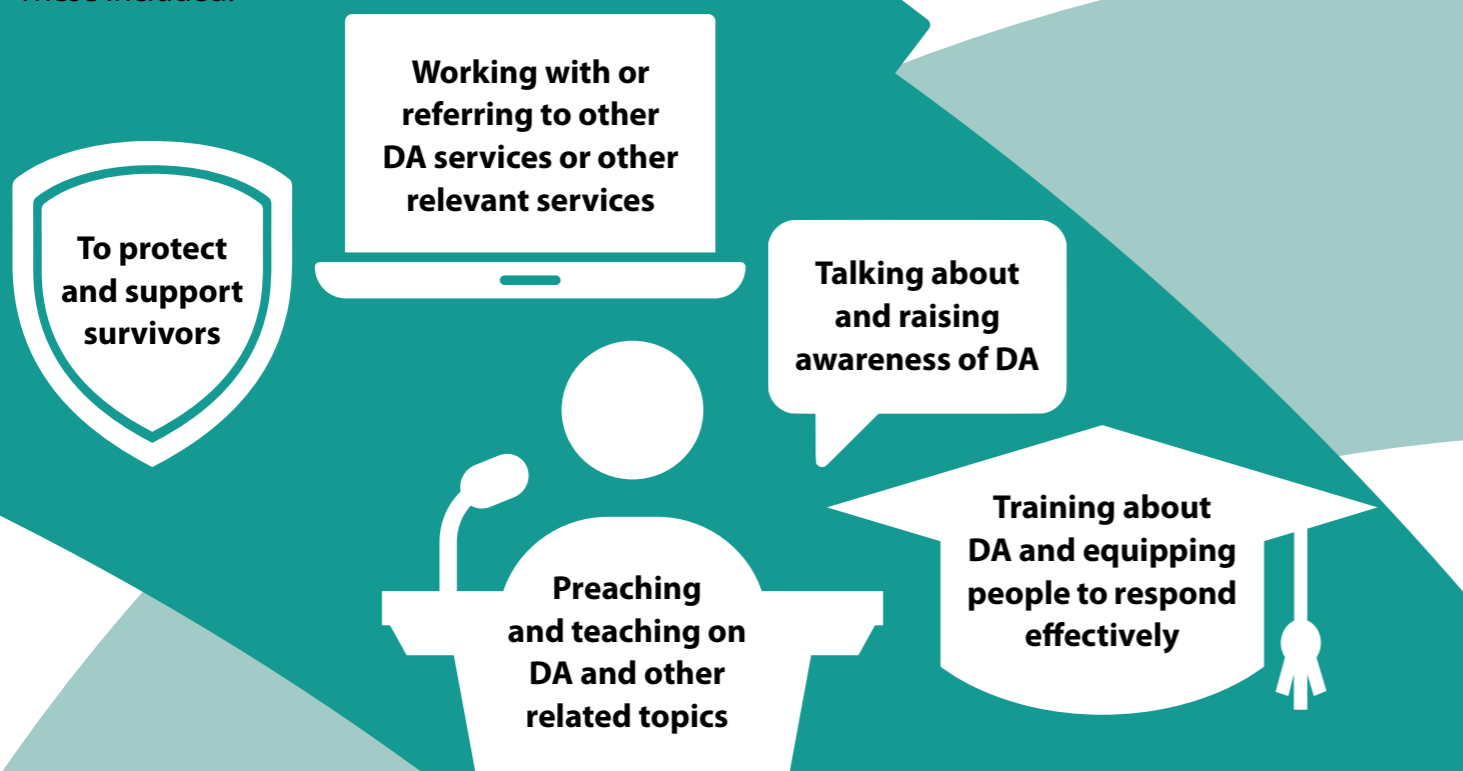 These included:
Working with or
referring to other
DA services or other
relevant services
To protect
and support
survivors
Talking about
and raising
awareness of DA
Training about
DA and equipping
people to respond
effectively
Preaching
and teaching on
DA and other
related topics